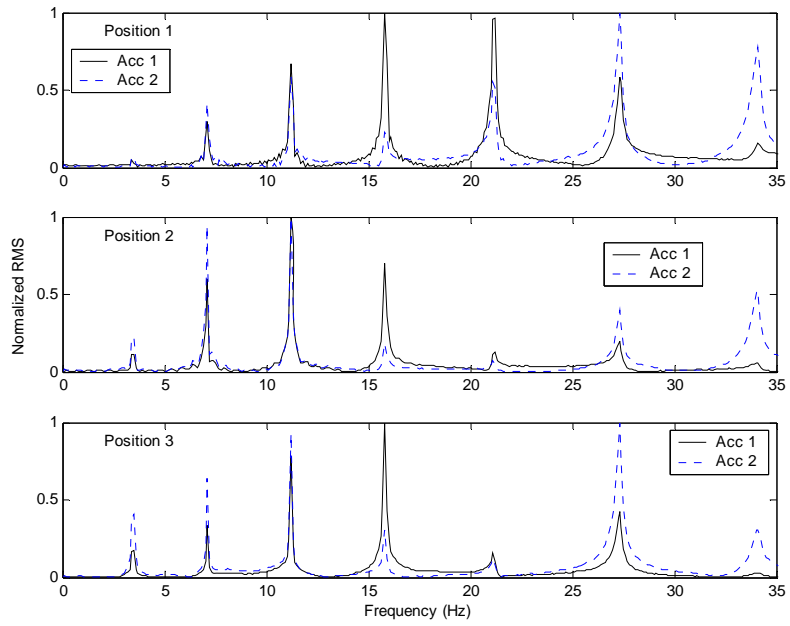 Position 1
Acc 1
Acc 2
1
0.5
0
0 5 10 15 20 25 30 35
Position 2
Acc 1
Acc 2
1
0.5
0
0 5 10 15 20 25 30 35
Normalized RMS
Position 3
Acc 1
Acc 2
1
0.5
0
0 5 10 15 20 25 30 35
Frequency (Hz)